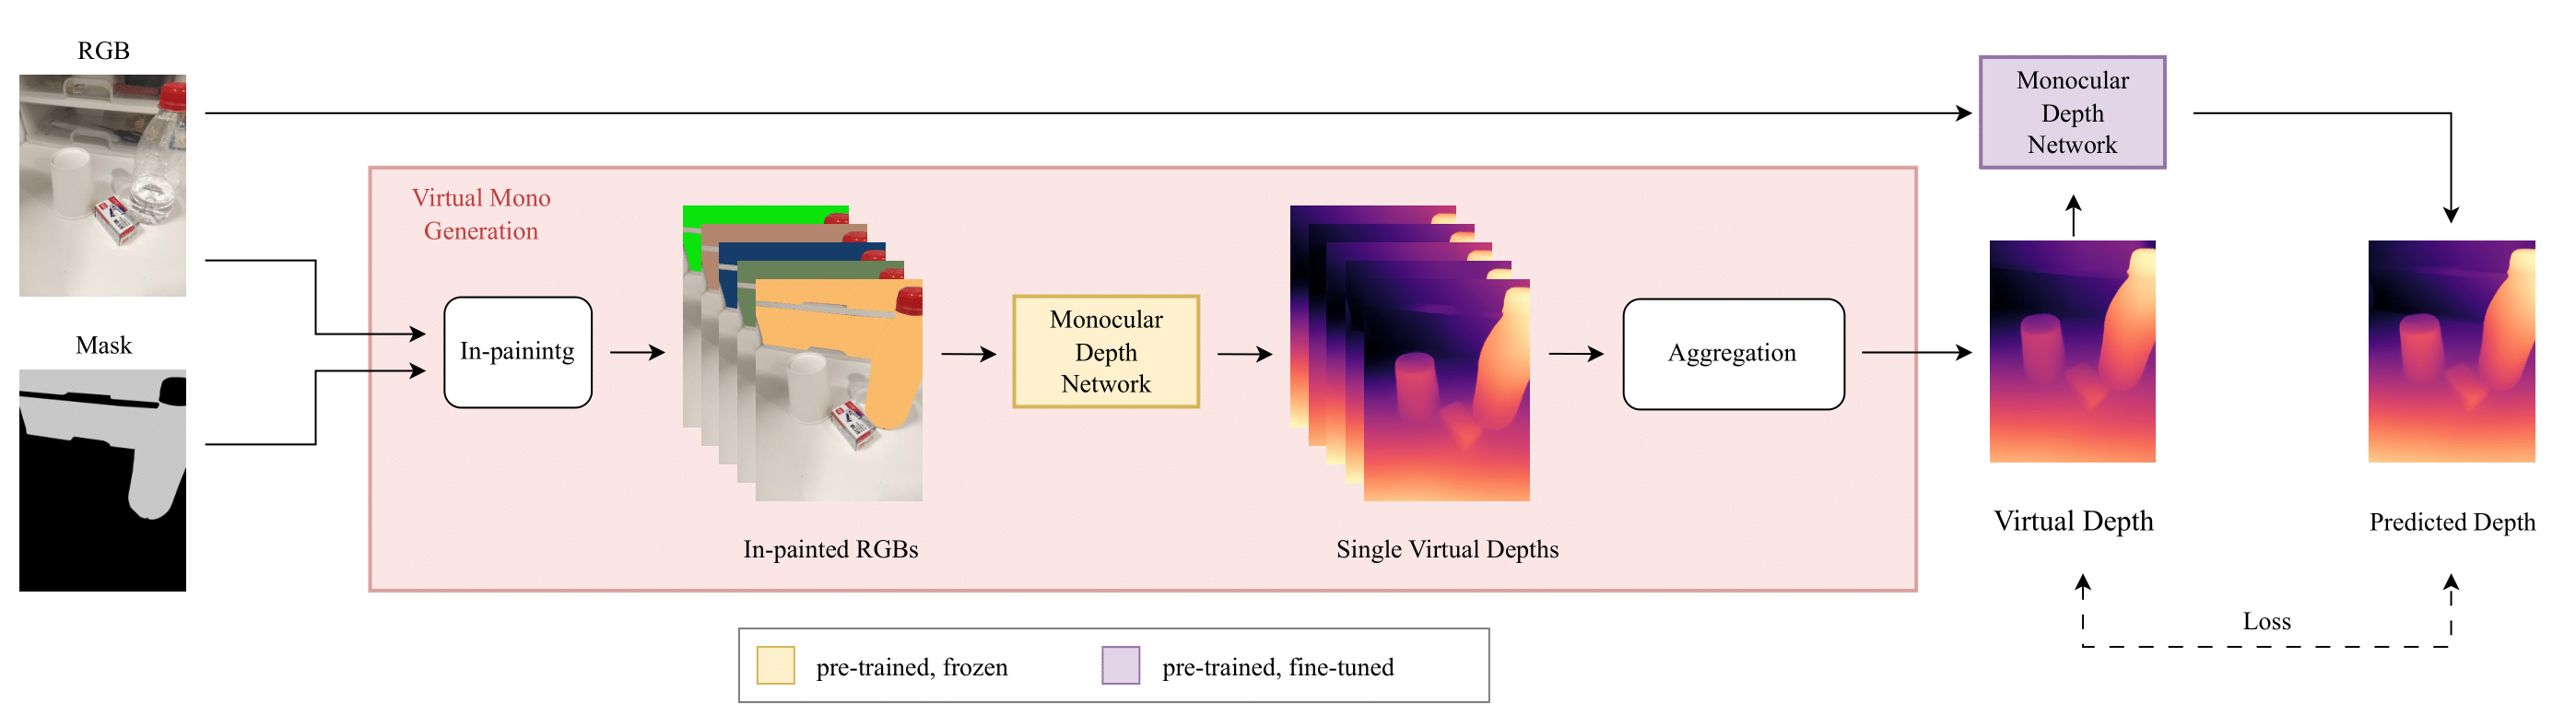 RGB
Mask
Virtual Mono
Generation
In-painintg
In-painted RGBs
Monocular
Depth
Network
Single Virtual Depths
Aggregation
Monocular
Depth
Network
Virtual Depth
Predicted Depth
Loss
pre-trained, frozen
pre-trained, fine-tuned